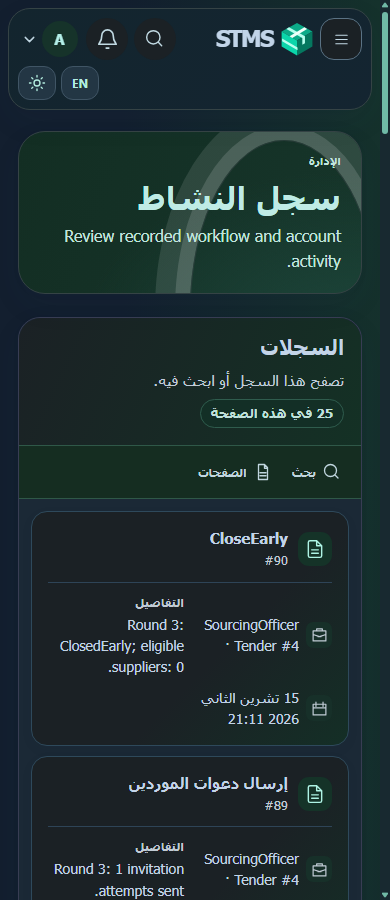 STMS
A
EN
الإدارة
سجل النشاط
Review recorded workflow and account
activity.
السجلات
تصفح هذا السجل أو ابحث فيه.
25 في هذه الصفحة
بحث
الصفحات
CloseEarly
#90
SourcingOfficer
· Tender #4
التفاصيل
Round 3:
ClosedEarly; eligible
suppliers: 0.
15 تشرين الثاني
2026 21:11
إرسال دعوات الموردين
#89
SourcingOfficer
· Tender #4
التفاصيل
Round 3: 1 invitation
attempts sent.